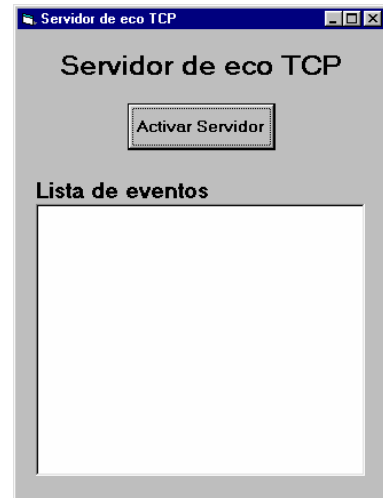 Servidor de eco TCP
Servidor de eco TCP
Activar Servidor
Lista de eventos